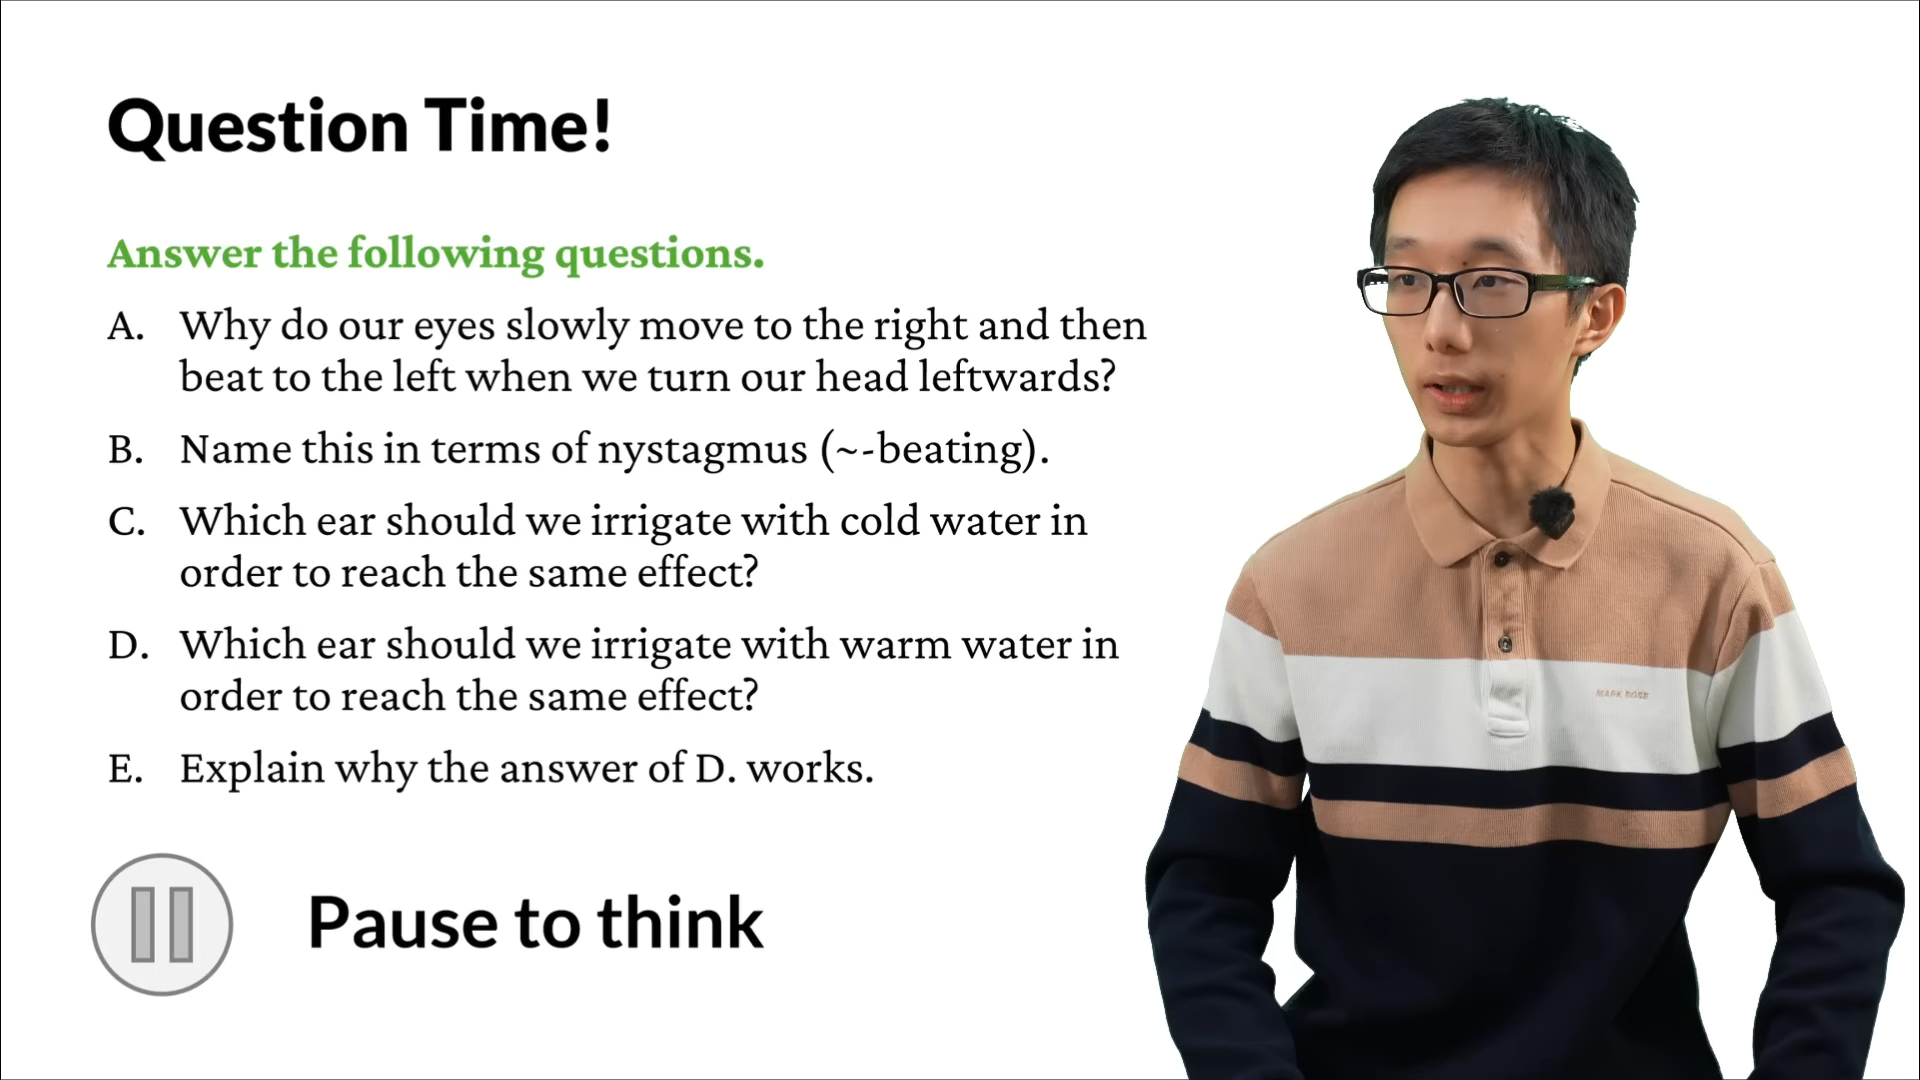 Question Time!
Answer the following questions.
A. Why do our eyes slowly move to the right and then
beat to the left when we turn our head leftwards?
B. Name this in terms of nystagmus (~-beating).
C. Which ear should we irrigate with cold water in
order to reach the same effect?
D. Which ear should we irrigate with warm water in
order to reach the same effect?
E. Explain why the answer of D. works.
Pause to think